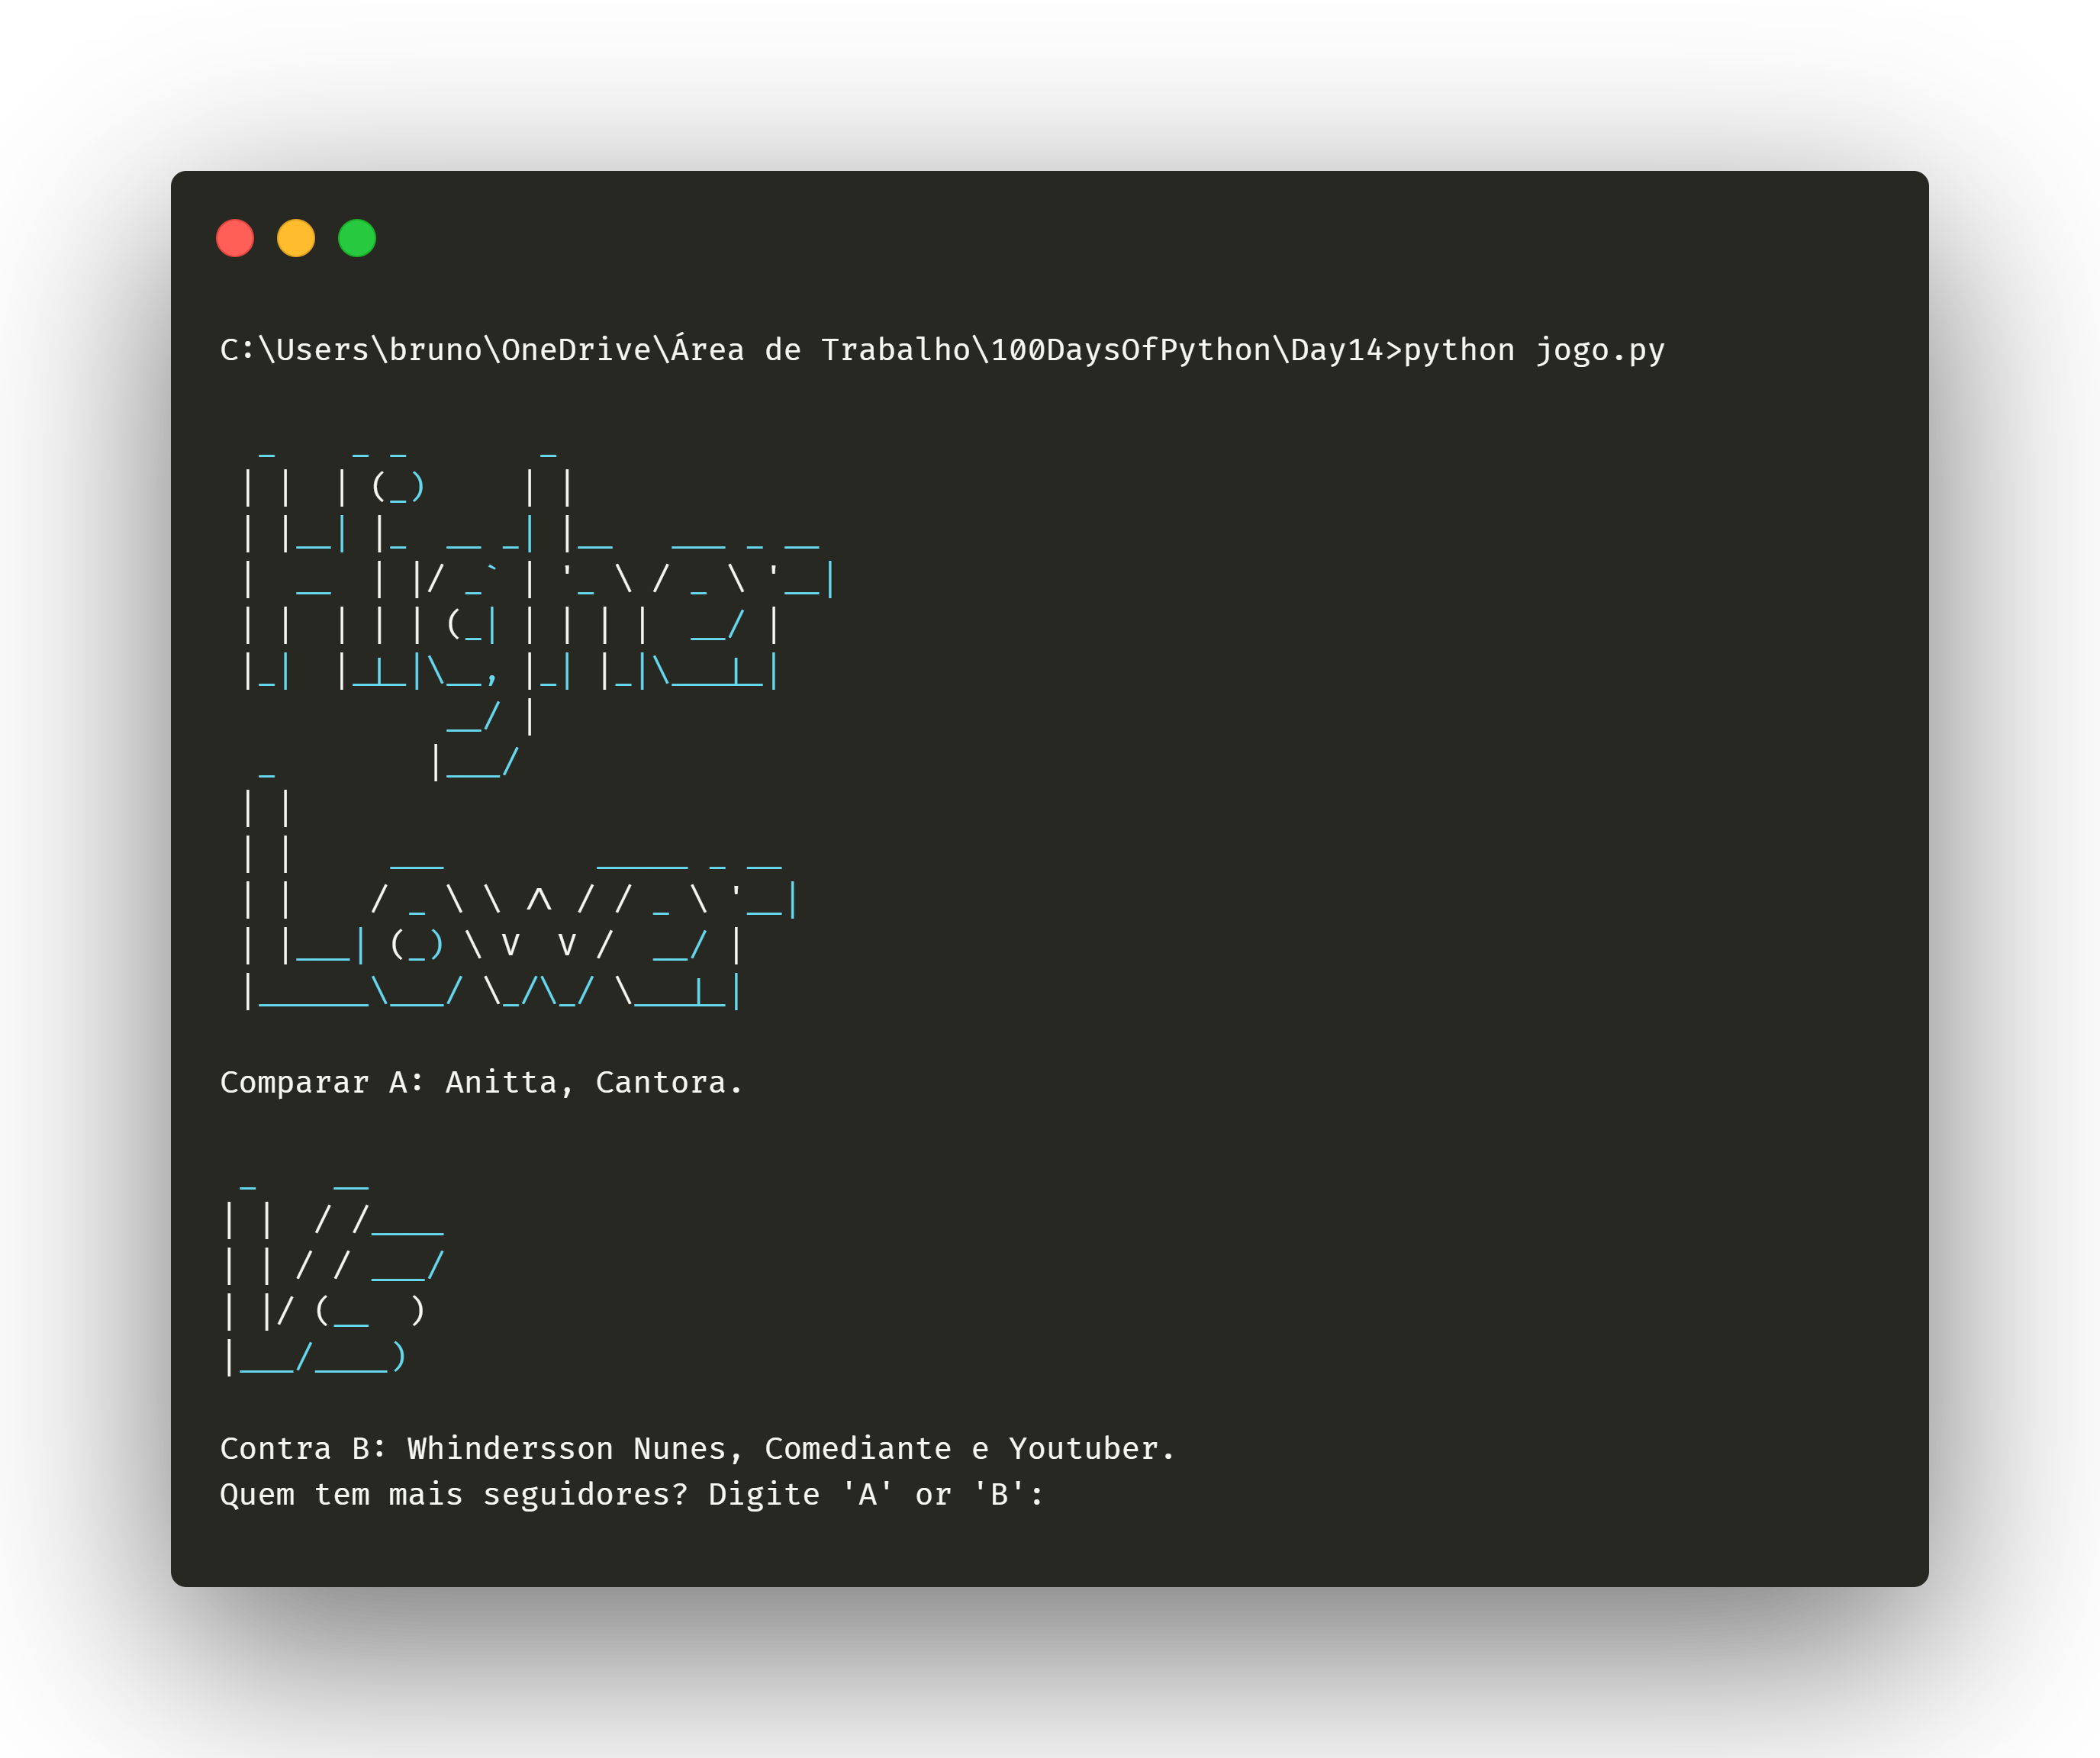 C:\Users\bruno\OneDrive\Área de Trabalho\100DaysOfPython\Day14>python jogo.py
Higher
Lower
Comparar A: Anitta, Cantora.
Vs
Contra B: Whindersson Nunes, Comediante e Youtuber.
Quem tem mais seguidores? Digite 'A' or 'B':